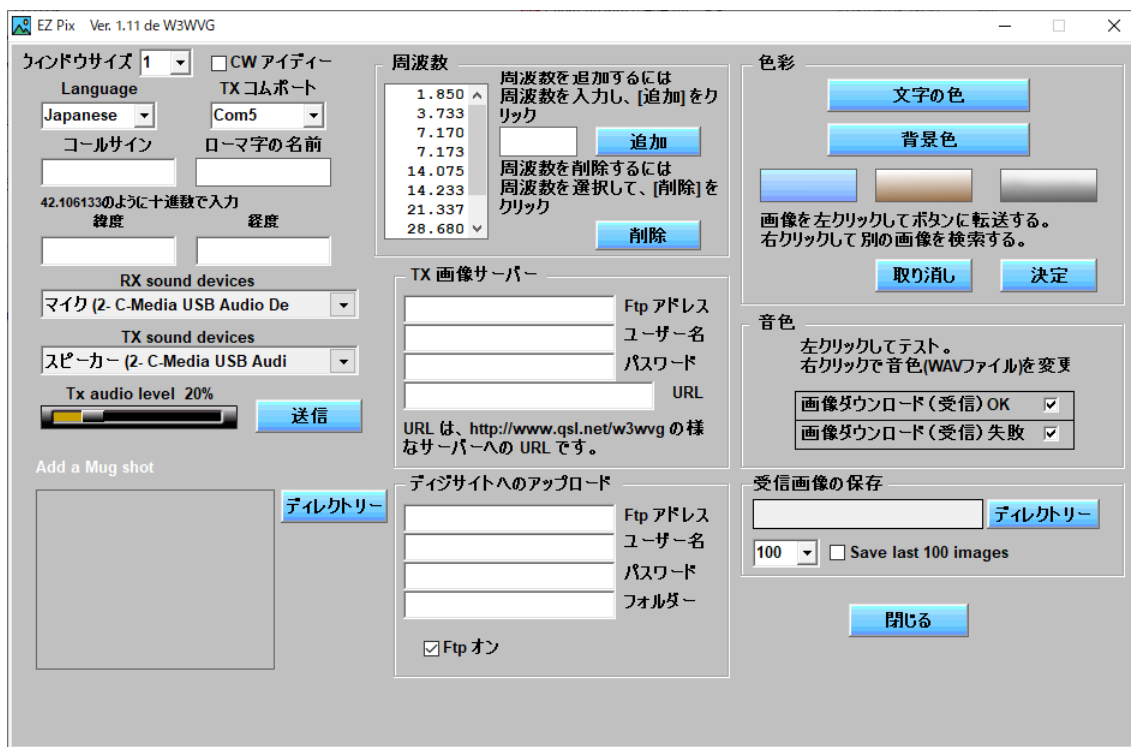 EZ Pix Ver. 1.11 de W3WVG
ウィンドウサイズ 1
CW アイディー
Language
TX コムポート
Japanese
Com5
コールサイン
ローマ字の名前
42.106133のように十進数で入力
緯度
経度
RX sound devices
マイク (2- C-Media USB Audio De
TX sound devices
スピーカー (2- C-Media USB Audi
Tx audio level 20%
送信
Add a Mug shot
ディレクトリー
周波数
1.850
3.733
7.170
7.173
14.075
14.233
21.337
28.680
周波数を追加するには
周波数を入力し、[追加]をク
リック
追加
周波数を削除するには
周波数を選択して、[削除]を
クリック
削除
TX 画像サーバー
Ftp アドレス
ユーザー名
パスワード
URL
URL は、http://www.qsl.net/w3wvg の様
なサーバーへの URL です。
ディジサイトへのアップロード
Ftp アドレス
ユーザー名
パスワード
フォルダー
Ftp オン
色彩
文字の色
背景色
画像を左クリックしてボタンに転送する。
右クリックして別の画像を検索する。
取り消し
決定
音色
左クリックしてテスト。
右クリックで音色(WAVファイル)を変更
画像ダウンロード(受信)OK
画像ダウンロード(受信)失敗
受信画像の保存
ディレクトリー
100
Save last 100 images
閉じる